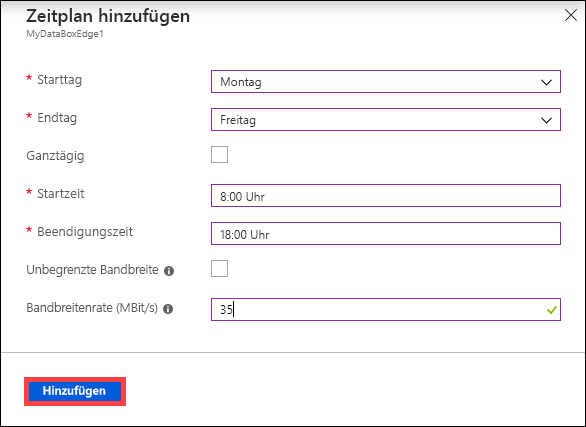 Zeitplan hinzufügen
MyDataBoxEdge1
* Starttag Montag
* Endtag Freitag
Ganztägig
* Startzeit 8:00 Uhr
* Beendigungszeit 18:00 Uhr
Unbegrenzte Bandbreite
Bandbreitenrate (MBit/s) 35
Hinzufügen